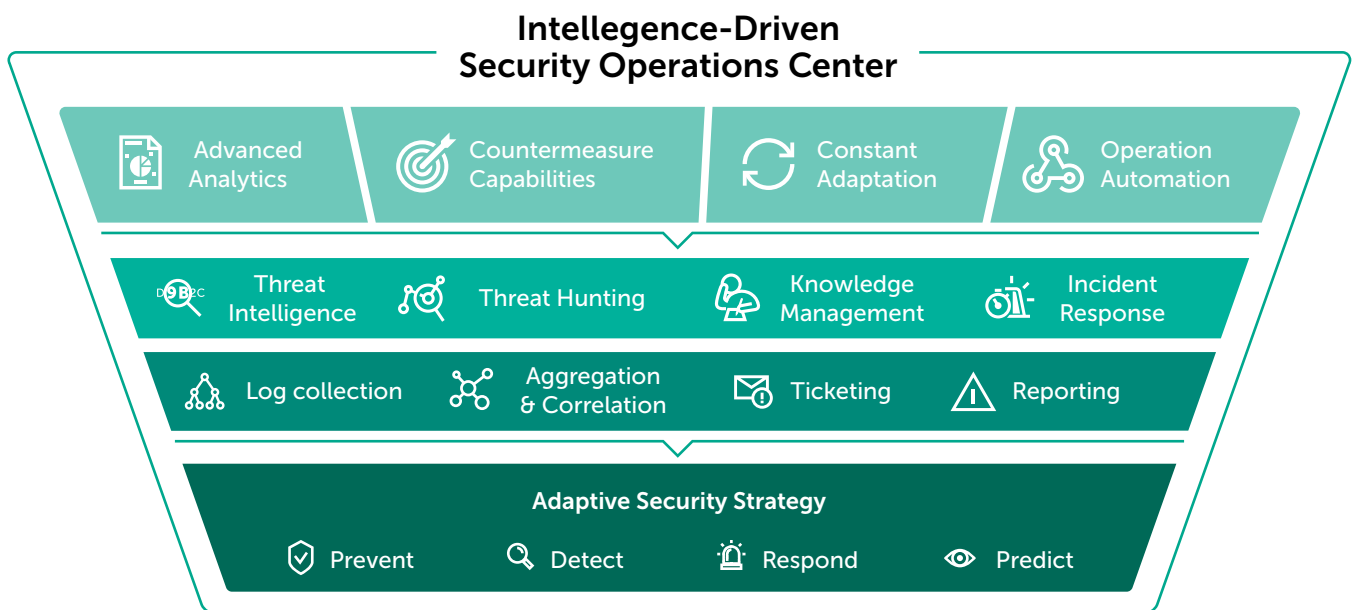 Intellegence-Driven
Security Operations Center
Advanced
Analytics
Countermeasure
Capabilities
Constant
Adaptation
Operation
Automation
D9B2C
Threat
Intelligence
Threat Hunting
Knowledge
Management
Incident
Response
Log collection
Aggregation
& Correlation
Ticketing
Reporting
Adaptive Security Strategy
Prevent
Detect
Respond
Predict